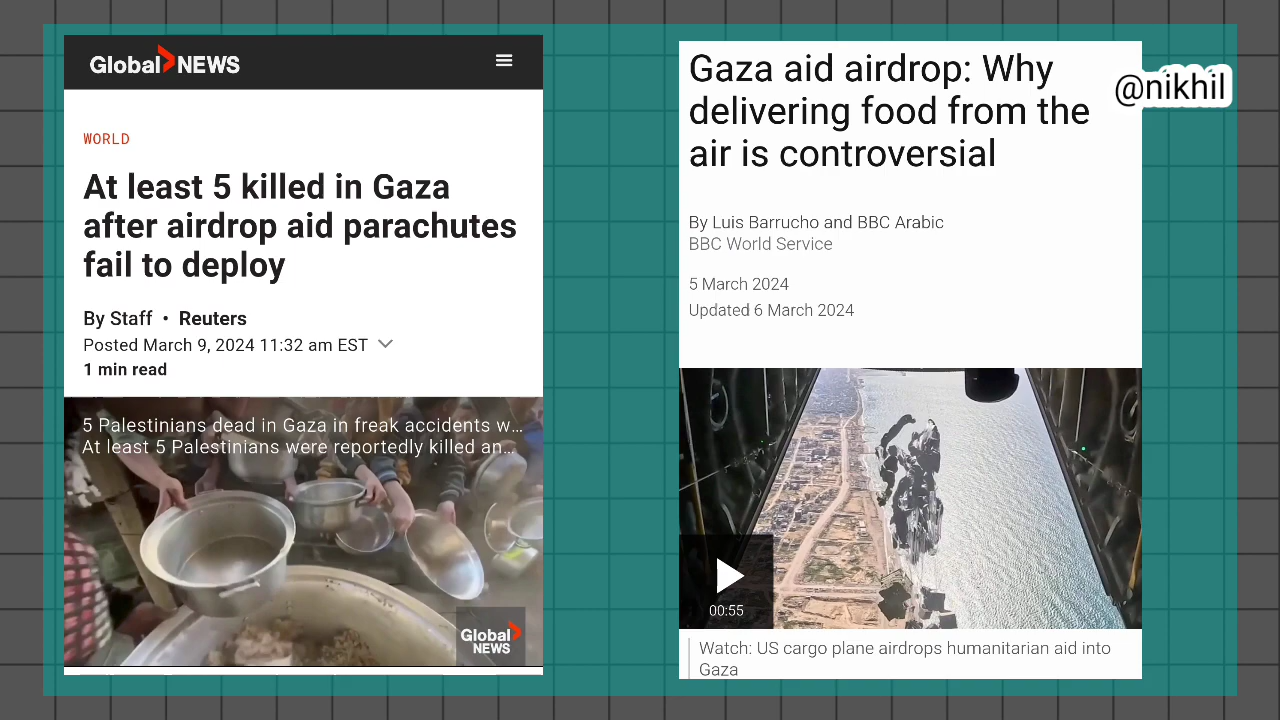 Global NEWS
WORLD
At least 5 killed in Gaza
after airdrop aid parachutes
fail to deploy
By Staff • Reuters
Posted March 9, 2024 11:32 am EST
1 min read
5 Palestinians dead in Gaza in freak accidents w...
At least 5 Palestinians were reportedly killed an...
Global
NEWS
Gaza aid airdrop: Why
delivering food from the
air is controversial
@nikhil
By Luis Barrucho and BBC Arabic
BBC World Service
5 March 2024
Updated 6 March 2024
00:55
Watch: US cargo plane airdrops humanitarian aid into
Gaza